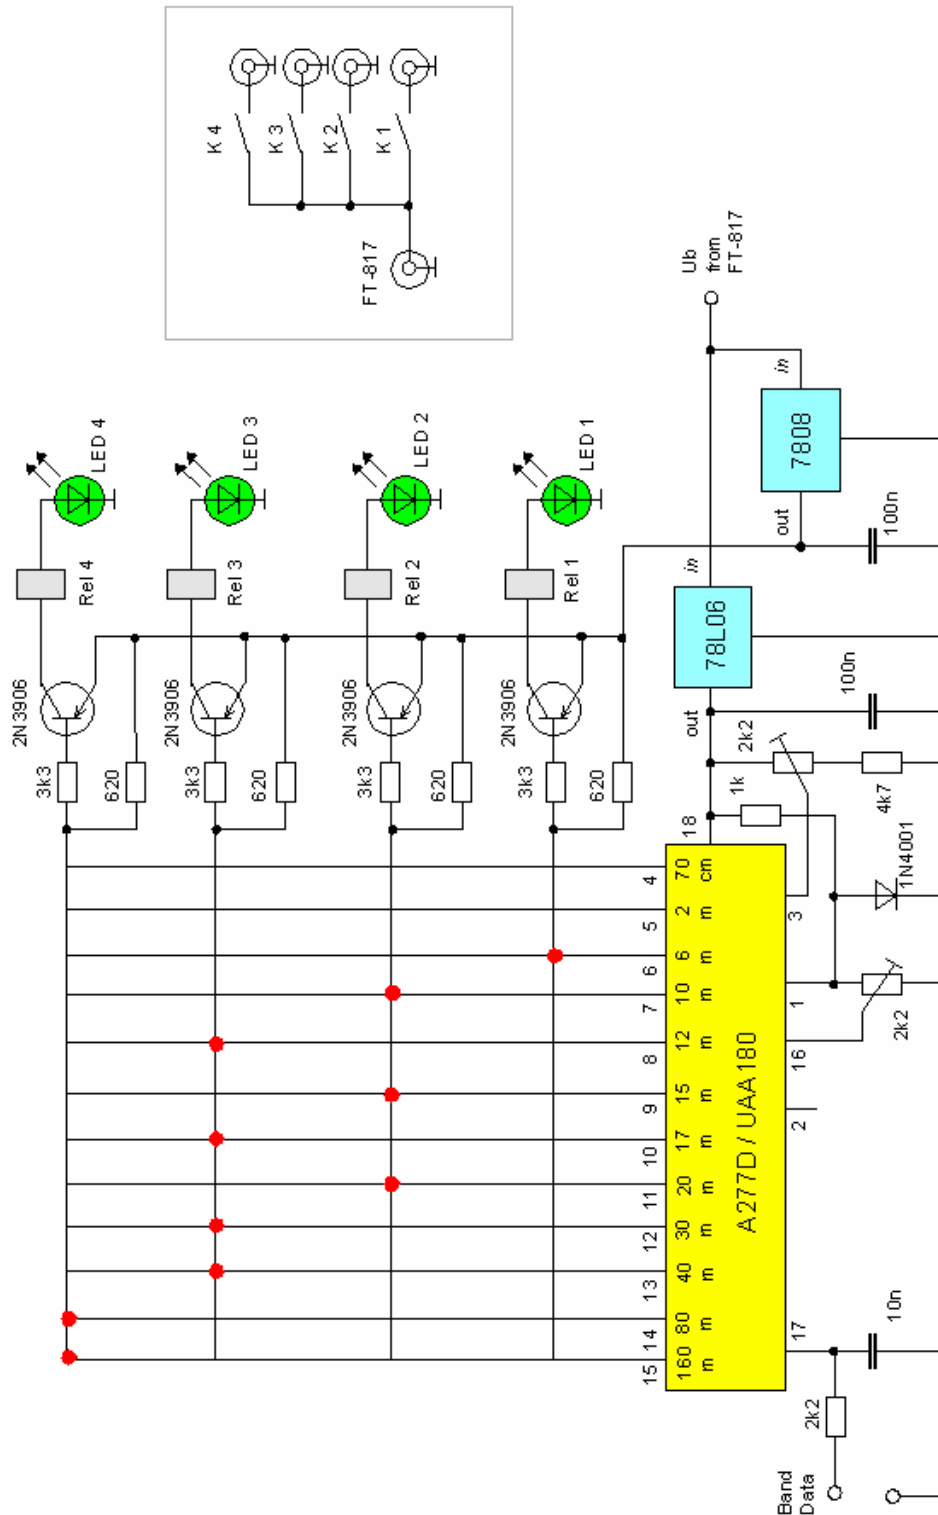 K 4
K 3
K 2
K 1
FT-817
LED 4
LED 3
LED 2
LED 1
Rel 4
Rel 3
Rel 2
Rel 1
2N3906
2N3906
2N3906
2N3906
3k3
620
3k3
620
3k3
620
3k3
620
Ub
from
FT-817
in
7808
out
100n
in
78L06
out
100n
2k2
1k
4k7
18
1N4001
3
1
2k2
16
2
17
10n
4
5
6
7
8
9
10
11
12
13
14
15
70
cm
2
m
6
m
10
m
12
m
15
m
17
m
20
m
30
m
40
m
80
m
160
m
A277D / UAA180
2k2
Band
Data